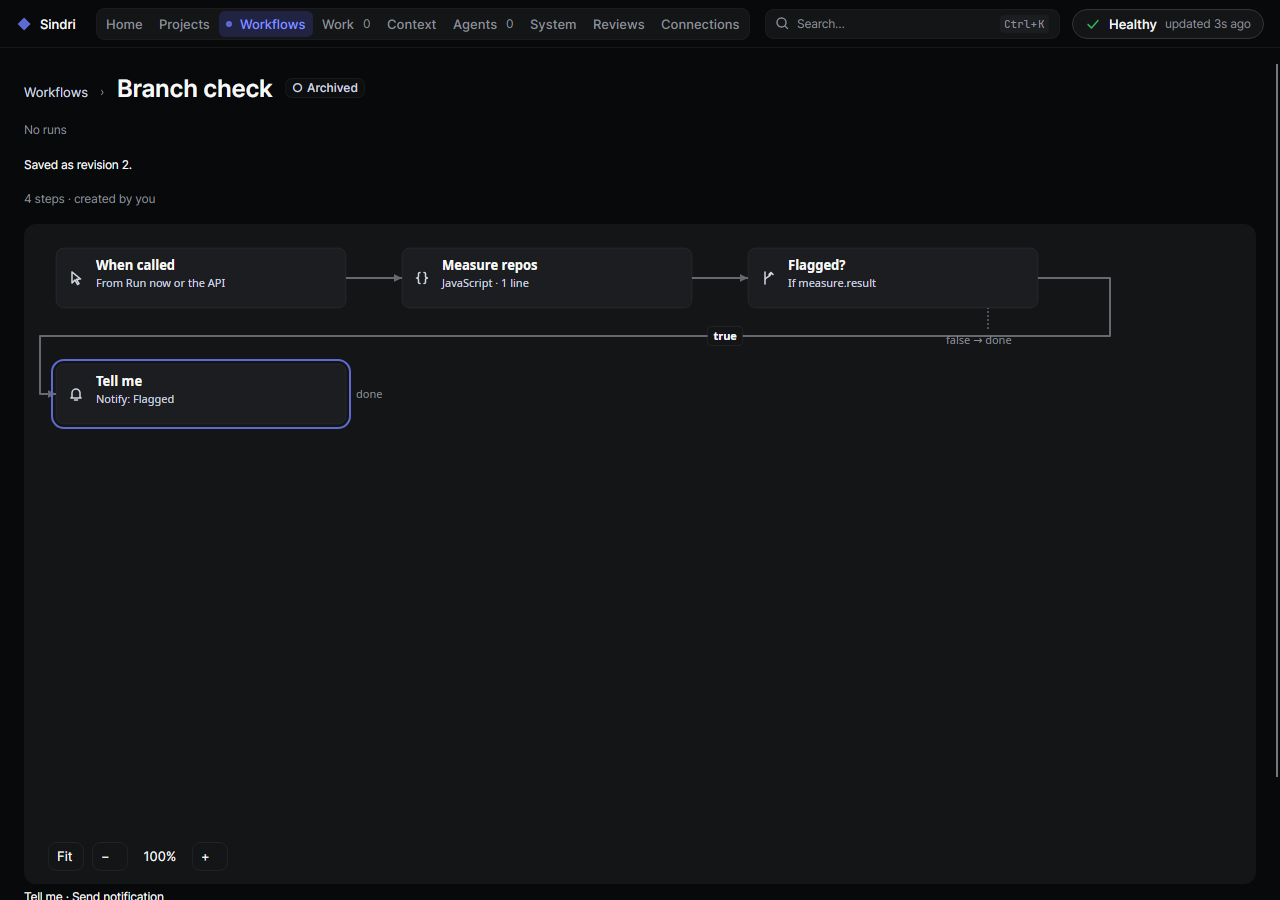 Sindri Home Projects Workflows Work 0 Context Agents 0 System Reviews Connections Search... Ctrl+K Healthy updated 3s ago
Workflows › Branch check Archived
No runs
Saved as revision 2.
4 steps · created by you
When called
From Run now or the API
Measure repos
JavaScript · 1 line
Flagged?
If measure.result
true
false → done
Tell me
Notify: Flagged
done
Fit − 100% +
Tell me · Send notification